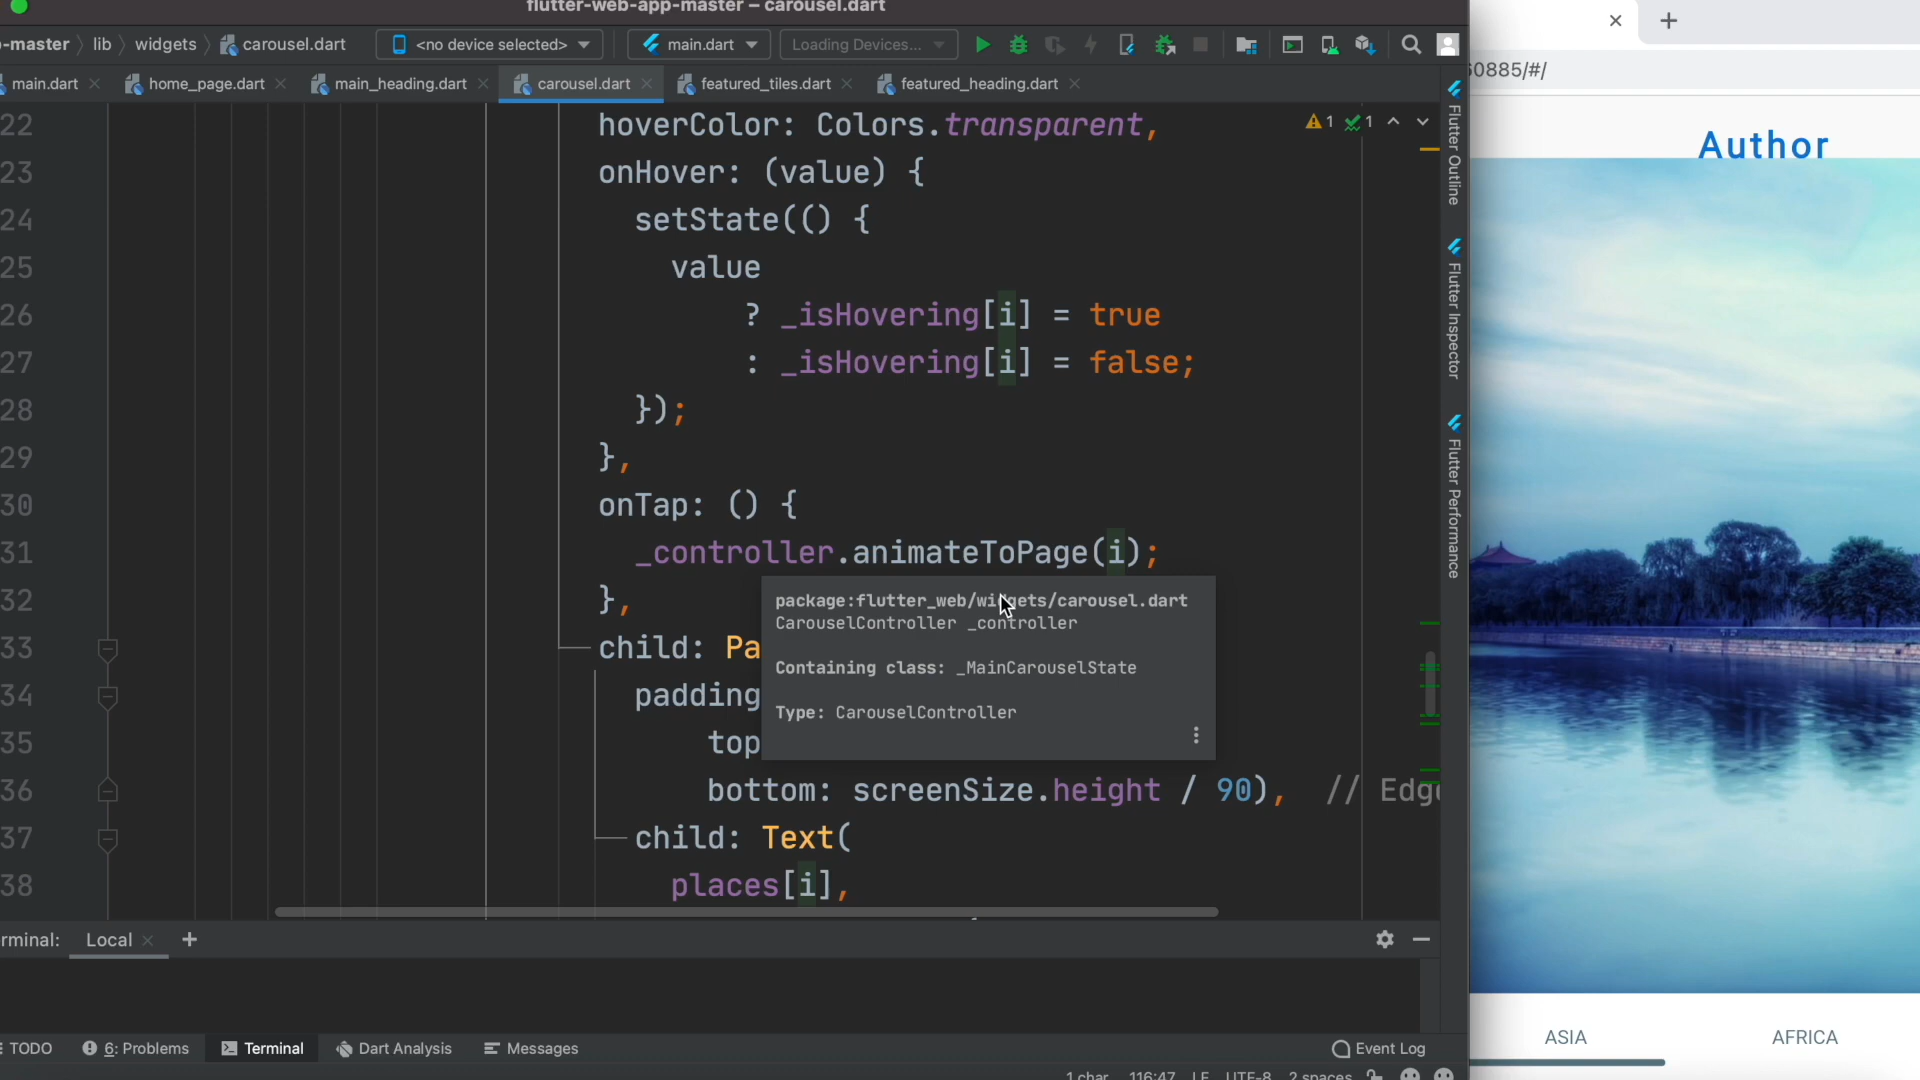 flutter-web-app-master – carousel.dart
-master lib widgets carousel.dart <no device selected> main.dart Loading Devices...
main.dart home_page.dart main_heading.dart carousel.dart featured_tiles.dart featured_heading.dart
22 hoverColor: Colors.transparent, 1 1
23 onHover: (value) {
24 setState(() {
25 value
26 ? _isHovering[i] = true
27 : _isHovering[i] = false;
28 });
29 },
30 onTap: () {
31 _controller.animateToPage(i);
32 },
33 child: Pa
34 padding
35 top
36 bottom: screenSize.height / 90), // Edg
37 child: Text(
38 places[i],
package:flutter_web/widgets/carousel.dart
CarouselController _controller
Containing class: _MainCarouselState
Type: CarouselController
Flutter Outline
Flutter Inspector
Flutter Performance
rminal: Local
TODO 6: Problems Terminal Dart Analysis Messages Event Log
1 char 116:47 LF UTF-8 2 spaces
60885/#/
Author
ASIA AFRICA